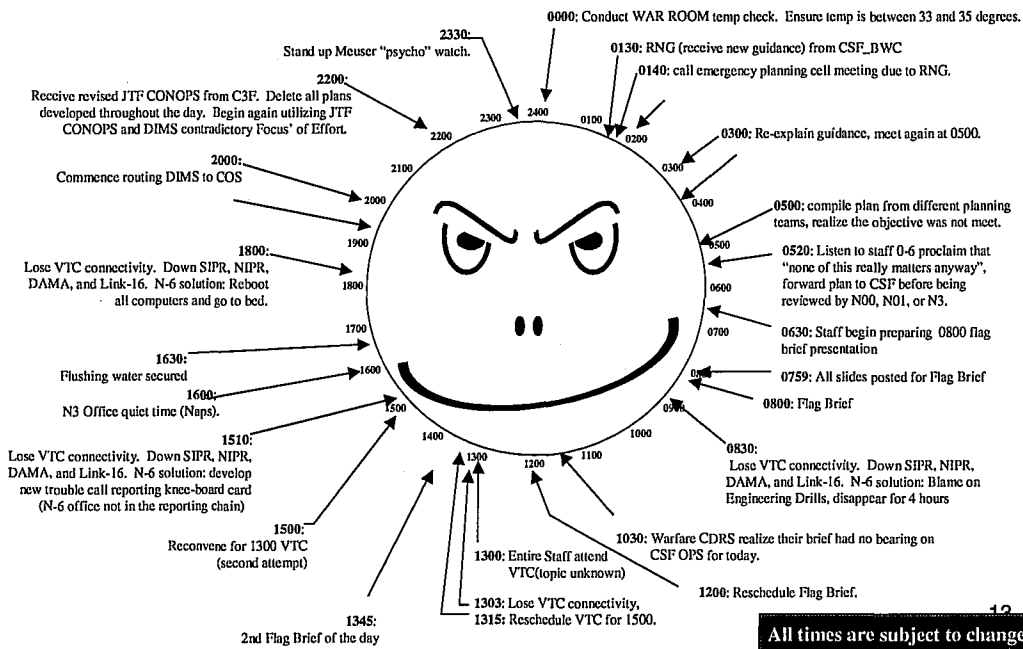 0000: Conduct WAR ROOM temp check. Ensure temp is between 33 and 35 degrees.
0130: RNG (receive new guidance) from CSF_BWC
0140: call emergency planning cell meeting due to RNG.
0300: Re-explain guidance, meet again at 0500.
0500: compile plan from different planning
teams, realize the objective was not meet.
0520: Listen to staff 0-6 proclaim that
"none of this really matters anyway",
forward plan to CSF before being
reviewed by N00, N01, or N3.
0630: Staff begin preparing 0800 flag
brief presentation
0759: All slides posted for Flag Brief
0800: Flag Brief
0830:
Lose VTC connectivity. Down SIPR, NIPR,
DAMA, and Link-16. N-6 solution: Blame on
Engineering Drills, disappear for 4 hours
1030: Warfare CDRS realize their brief had no bearing on
CSF OPS for today.
1200: Reschedule Flag Brief.
1300: Entire Staff attend
VTC(topic unknown)
1303: Lose VTC connectivity,
1315: Reschedule VTC for 1500.
1345:
2nd Flag Brief of the day
1500:
Reconvene for 1300 VTC
(second attempt)
1510:
Lose VTC connectivity. Down SIPR, NIPR,
DAMA, and Link-16. N-6 solution: develop
new trouble call reporting knee-board card
(N-6 office not in the reporting chain)
1600:
N3 Office quiet time (Naps).
1630:
Flushing water secured
1800:
Lose VTC connectivity. Down SIPR, NIPR,
DAMA, and Link-16. N-6 solution: Reboot
all computers and go to bed.
2000:
Commence routing DIMS to COS
2200:
Receive revised JTF CONOPS from C3F. Delete all plans
developed throughout the day. Begin again utilizing JTF
CONOPS and DIMS contradictory Focus' of Effort.
2330:
Stand up Meuser "psycho" watch.
2400
0100
0200
0300
0400
0500
0600
0700
1000
1100
1200
1300
1400
1500
1600
1700
1800
1900
2000
2100
2200
2300
All times are subject to change